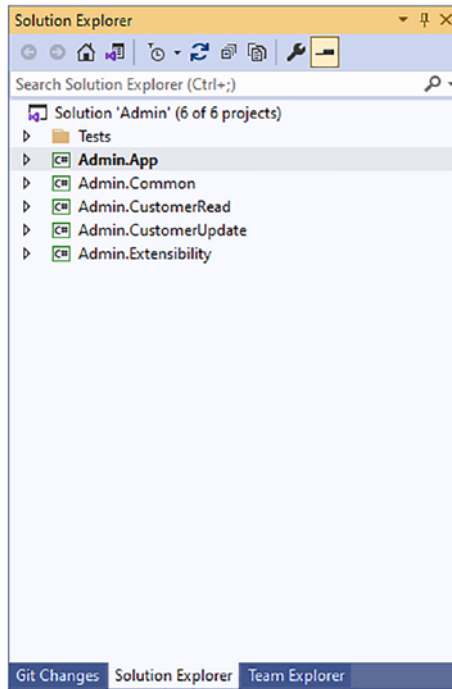 Solution Explorer
Search Solution Explorer (Ctrl+;)
Solution 'Admin' (6 of 6 projects)
Tests
C# Admin.App
C# Admin.Common
C# Admin.CustomerRead
C# Admin.CustomerUpdate
C# Admin.Extensibility
Git Changes Solution Explorer Team Explorer